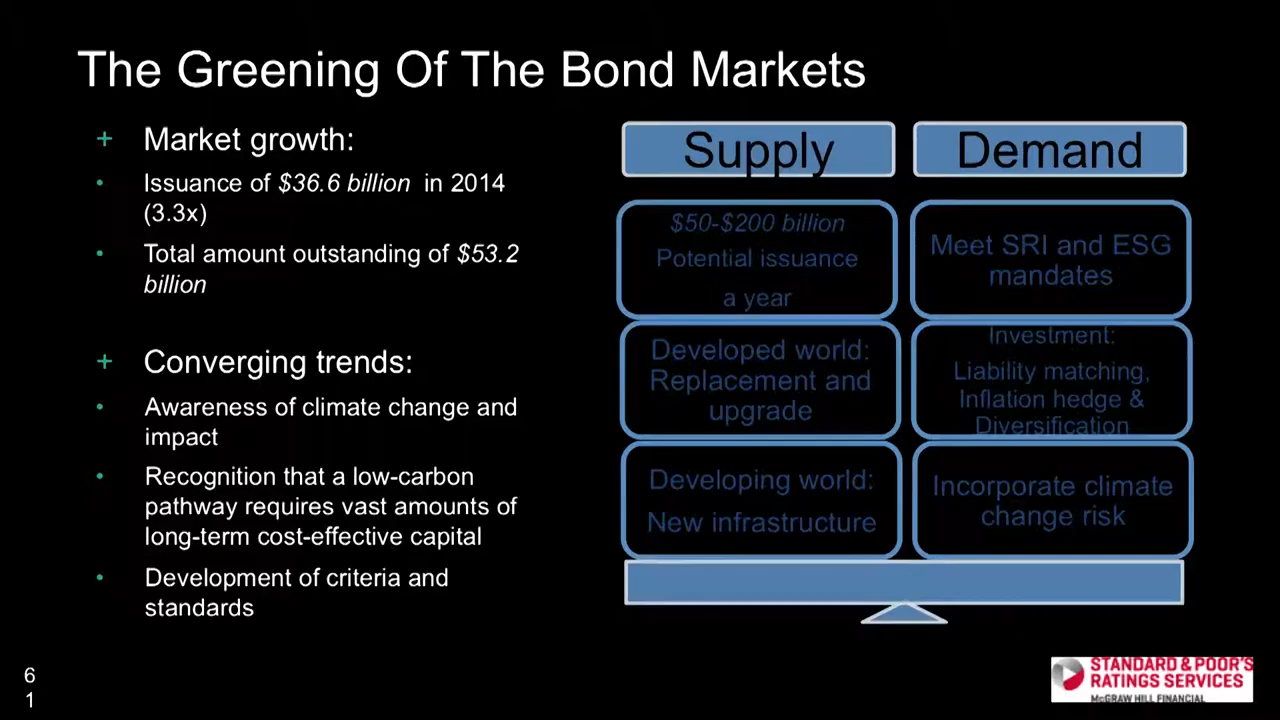 The Greening Of The Bond Markets
+ Market growth:
• Issuance of $36.6 billion in 2014
(3.3x)
• Total amount outstanding of $53.2
billion
+ Converging trends:
• Awareness of climate change and
impact
• Recognition that a low-carbon
pathway requires vast amounts of
long-term cost-effective capital
• Development of criteria and
standards
Supply
$50-$200 billion
Potential issuance
a year
Developed world:
Replacement and
upgrade
Developing world:
New infrastructure
Demand
Meet SRI and ESG
mandates
Investment:
Liability matching,
Inflation hedge &
Diversification
Incorporate climate
change risk
6
1
STANDARD & POOR'S
RATINGS SERVICES
McGRAW HILL FINANCIAL